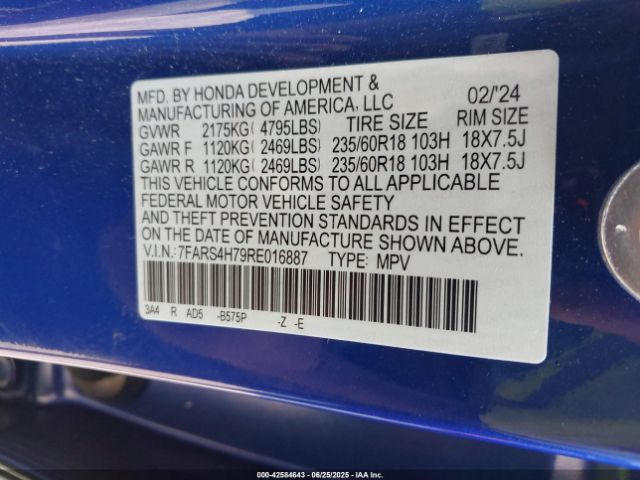 MFD. BY HONDA DEVELOPMENT & 02/'24
MANUFACTURING OF AMERICA, LLC
GVWR 2175KG( 4795LBS) TIRE SIZE RIM SIZE
GAWR F 1120KG( 2469LBS) 235/60R18 103H 18X7.5J
GAWR R 1120KG( 2469LBS) 235/60R18 103H 18X7.5J
THIS VEHICLE CONFORMS TO ALL APPLICABLE
FEDERAL MOTOR VEHICLE SAFETY
AND THEFT PREVENTION STANDARDS IN EFFECT
ON THE DATE OF MANUFACTURE SHOWN ABOVE.
V.I.N.:7FARS4H79RE016887 TYPE: MPV
3A4 R AD5 -B575P -Z -E
000-42584643 / 06/25/2025 / Copyright IAA, Inc.